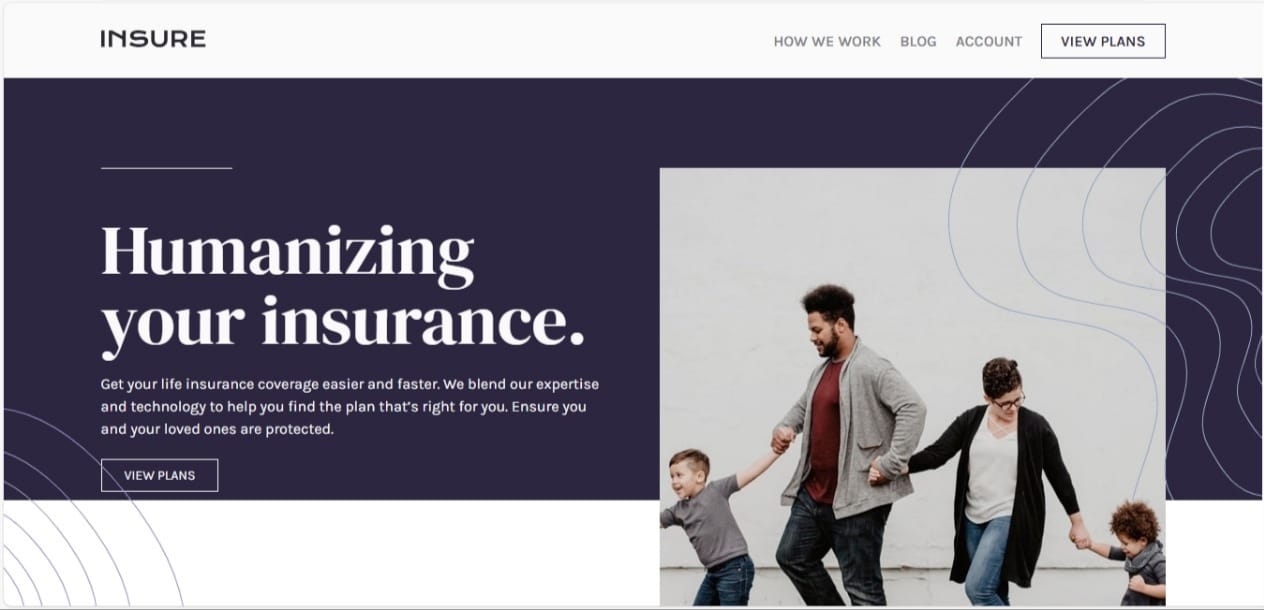 INSURE
HOW WE WORK BLOG ACCOUNT VIEW PLANS
Humanizing
your insurance.
Get your life insurance coverage easier and faster. We blend our expertise
and technology to help you find the plan that's right for you. Ensure you
and your loved ones are protected.
VIEW PLANS